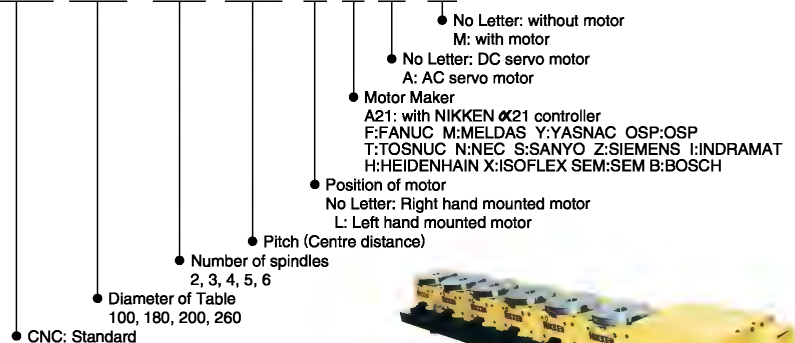 No Letter: without motor
M: with motor
No Letter: DC servo motor
A: AC servo motor
Motor Maker
A21: with NIKKEN α21 controller
F:FANUC M:MELDAS Y:YASNAC OSP:OSP
T:TOSNUC N:NEC S:SANYO Z:SIEMENS I:INDRAMAT
H:HEIDENHAIN X:ISOFLEX SEM:SEM B:BOSCH
Position of motor
No Letter: Right hand mounted motor
L: Left hand mounted motor
Pitch (Centre distance)
Number of spindles
2, 3, 4, 5, 6
Diameter of Table
100, 180, 200, 260
CNC: Standard
NIKKEN
NIKKEN
NIKKEN